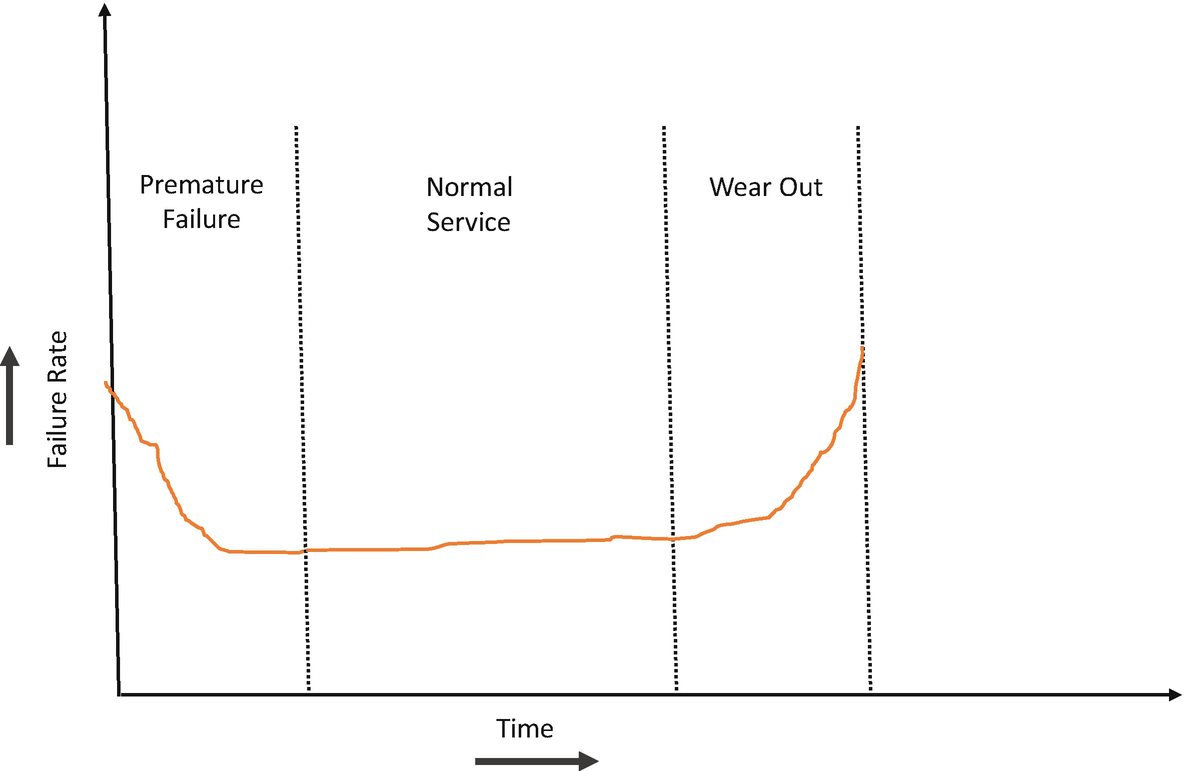 Premature
Failure
Normal
Service
Wear Out
Failure Rate
Time